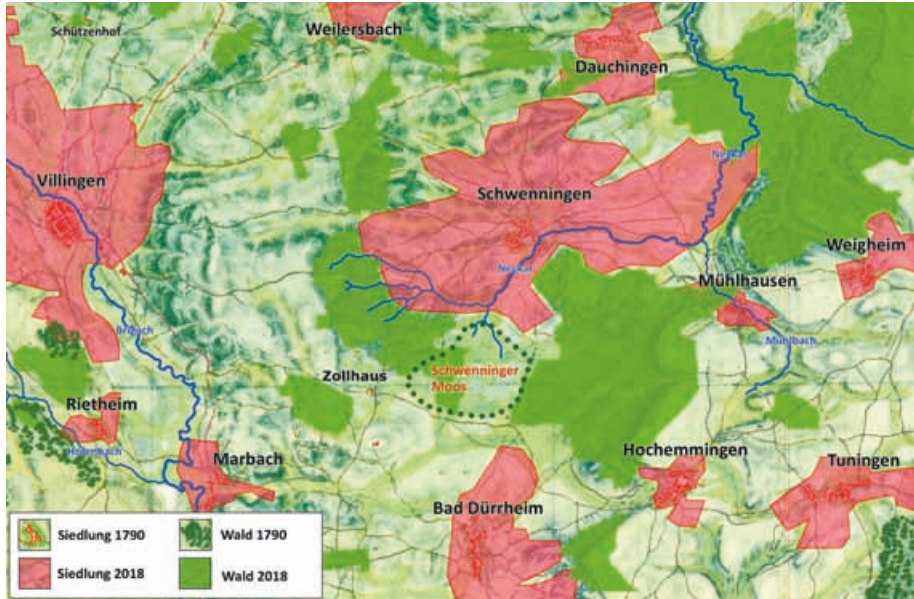 Schützenhof
Weilersbach
Dauchingen
Villingen
Schwenningen
Neckar
Weigheim
Neckar
Mühlhausen
Brigach
Mühlbach
Zollhaus
Schwenninger
Moos
Rietheim
Marbach
Hochemmingen
Tuningen
Bad Dürrheim
Siedlung 1790
Wald 1790
Siedlung 2018
Wald 2018